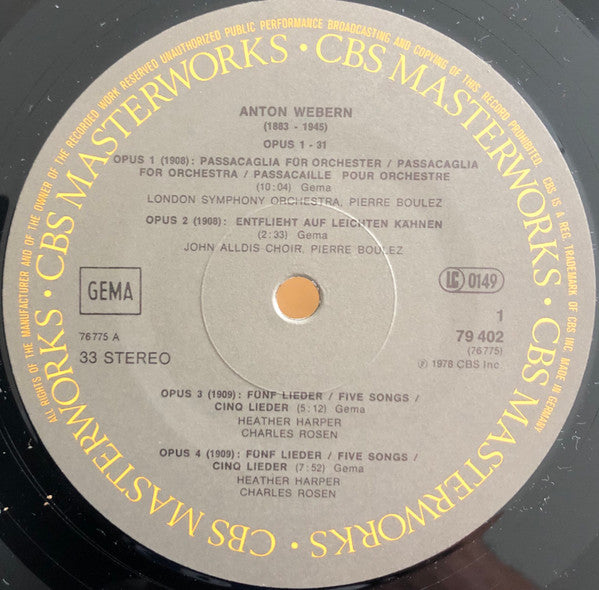 ALL RIGHTS OF THE MANUFACTURER AND OF THE OWNER OF THE RECORDED WORK RESERVED UNAUTHORIZED PUBLIC PERFORMANCE BROADCASTING AND COPYING OF THIS RECORD PROHIBITED CBS IS A REG. TRADEMARK OF CBS INC MADE IN GERMANY
CBS MASTERWORKS · CBS MASTERWORKS · CBS MASTERWORKS · CBS MASTERWORKS ·
ANTON WEBERN
(1883 - 1945)
OPUS 1 - 31
OPUS 1 (1908): PASSACAGLIA FÜR ORCHESTER / PASSACAGLIA
FOR ORCHESTRA / PASSACAILLE POUR ORCHESTRE
(10:04) Gema
LONDON SYMPHONY ORCHESTRA, PIERRE BOULEZ
OPUS 2 (1908): ENTFLIEHT AUF LEICHTEN KÄHNEN
(2:33) Gema
JOHN ALLDIS CHOIR, PIERRE BOULEZ
GEMA
LC 0149
76775 A
33 STEREO
1
79 402
(76775)
℗ 1978 CBS Inc.
OPUS 3 (1909): FÜNF LIEDER / FIVE SONGS /
CINQ LIEDER (5:12) Gema
HEATHER HARPER
CHARLES ROSEN
OPUS 4 (1909): FÜNF LIEDER / FIVE SONGS /
CINQ LIEDER (7:52) Gema
HEATHER HARPER
CHARLES ROSEN